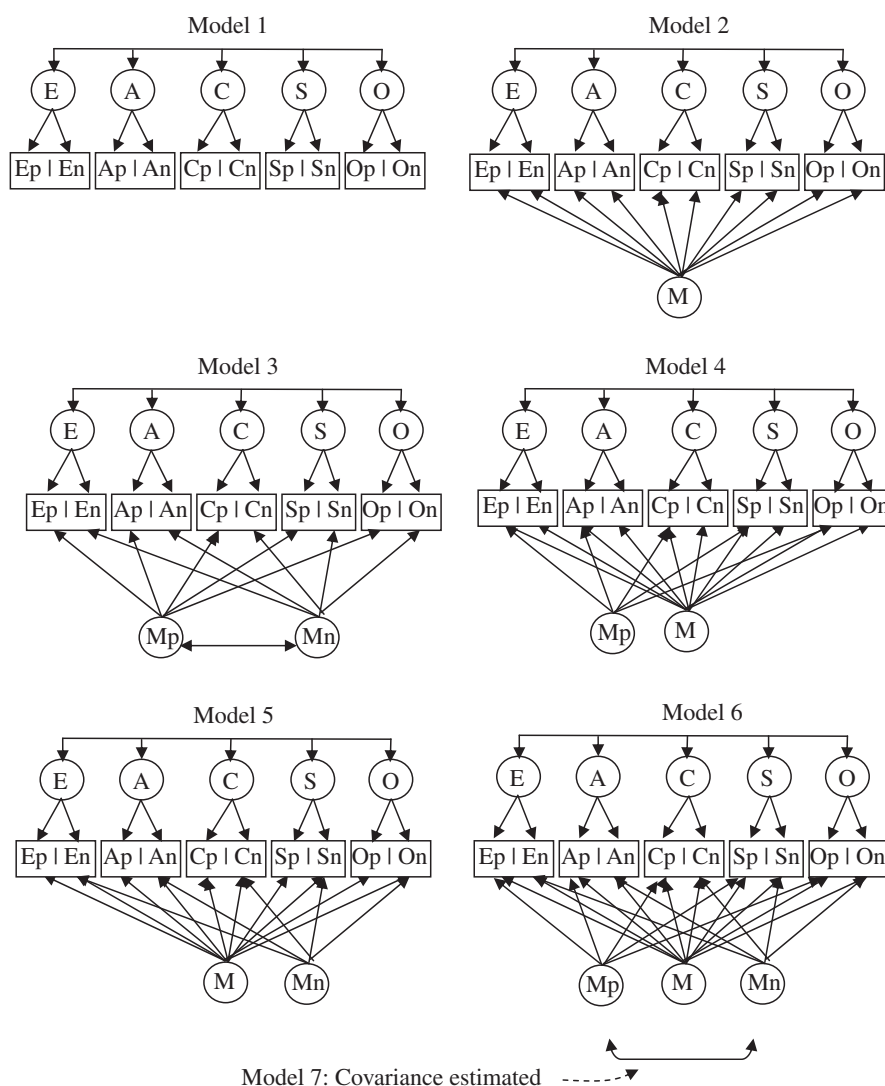 Model 1 Model 2
E A C S O E A C S O
Ep | En Ap | An Cp | Cn Sp | Sn Op | On Ep | En Ap | An Cp | Cn Sp | Sn Op | On
M
Model 3 Model 4
E A C S O E A C S O
Ep | En Ap | An Cp | Cn Sp | Sn Op | On Ep | En Ap | An Cp | Cn Sp | Sn Op | On
Mp Mn Mp M
Model 5 Model 6
E A C S O E A C S O
Ep | En Ap | An Cp | Cn Sp | Sn Op | On Ep | En Ap | An Cp | Cn Sp | Sn Op | On
M Mn Mp M Mn
Model 7: Covariance estimated